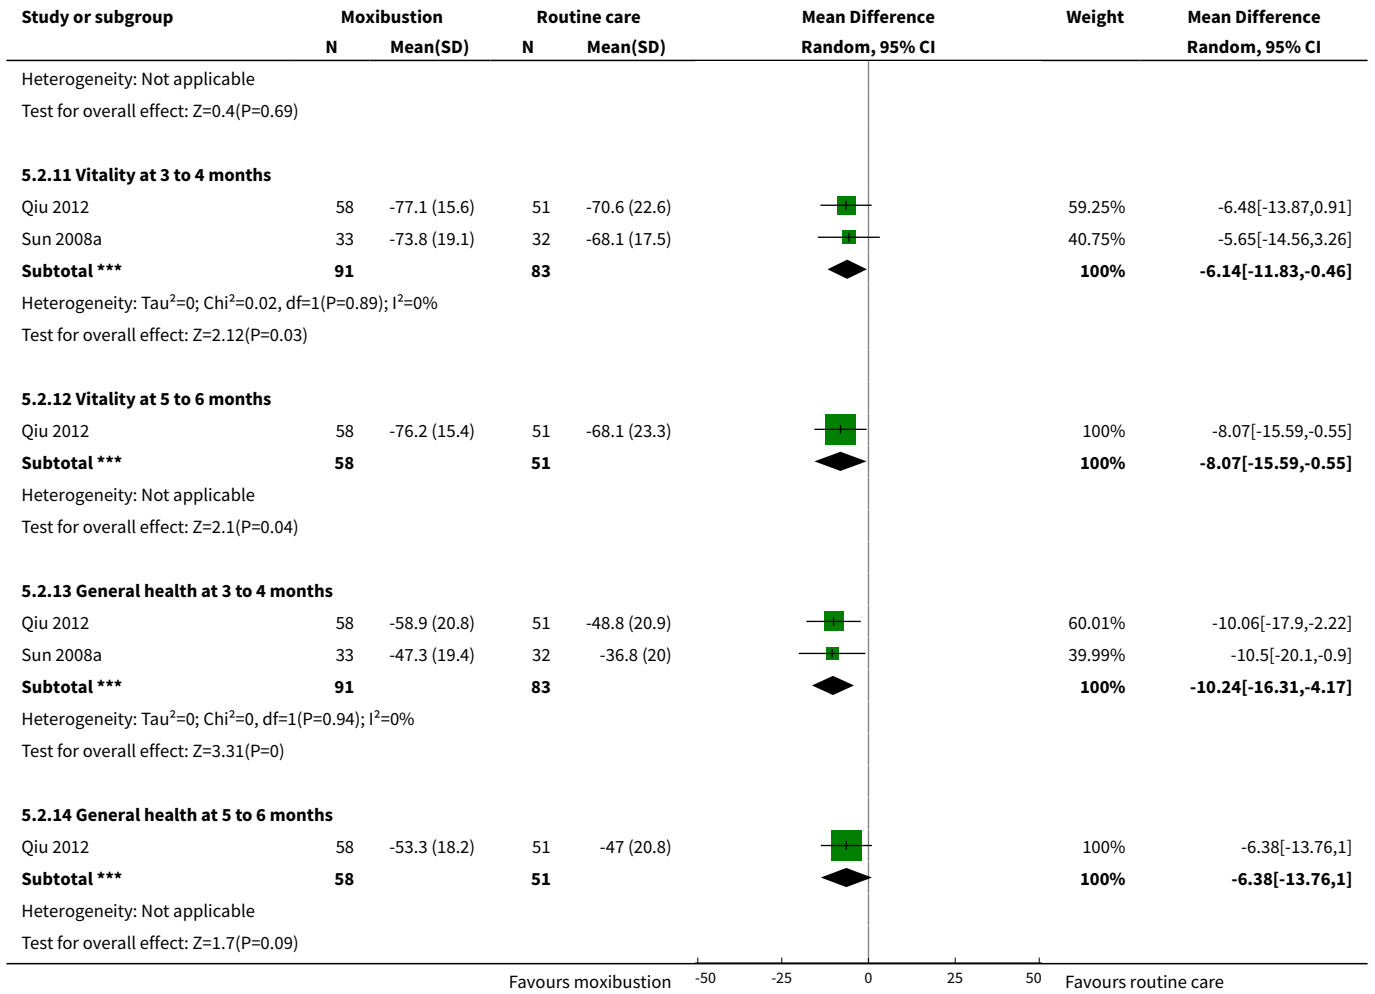 Study or subgroup Moxibustion Routine care Mean Difference Weight Mean Difference
N Mean(SD) N Mean(SD) Random, 95% CI Random, 95% CI
Heterogeneity: Not applicable
Test for overall effect: Z=0.4(P=0.69)
5.2.11 Vitality at 3 to 4 months
Qiu 2012 58 -77.1 (15.6) 51 -70.6 (22.6) 59.25% -6.48[-13.87,0.91]
Sun 2008a 33 -73.8 (19.1) 32 -68.1 (17.5) 40.75% -5.65[-14.56,3.26]
Subtotal *** 91 83 100% -6.14[-11.83,-0.46]
Heterogeneity: Tau²=0; Chi²=0.02, df=1(P=0.89); I²=0%
Test for overall effect: Z=2.12(P=0.03)
5.2.12 Vitality at 5 to 6 months
Qiu 2012 58 -76.2 (15.4) 51 -68.1 (23.3) 100% -8.07[-15.59,-0.55]
Subtotal *** 58 51 100% -8.07[-15.59,-0.55]
Heterogeneity: Not applicable
Test for overall effect: Z=2.1(P=0.04)
5.2.13 General health at 3 to 4 months
Qiu 2012 58 -58.9 (20.8) 51 -48.8 (20.9) 60.01% -10.06[-17.9,-2.22]
Sun 2008a 33 -47.3 (19.4) 32 -36.8 (20) 39.99% -10.5[-20.1,-0.9]
Subtotal *** 91 83 100% -10.24[-16.31,-4.17]
Heterogeneity: Tau²=0; Chi²=0, df=1(P=0.94); I²=0%
Test for overall effect: Z=3.31(P=0)
5.2.14 General health at 5 to 6 months
Qiu 2012 58 -53.3 (18.2) 51 -47 (20.8) 100% -6.38[-13.76,1]
Subtotal *** 58 51 100% -6.38[-13.76,1]
Heterogeneity: Not applicable
Test for overall effect: Z=1.7(P=0.09)
Favours moxibustion -50 -25 0 25 50 Favours routine care